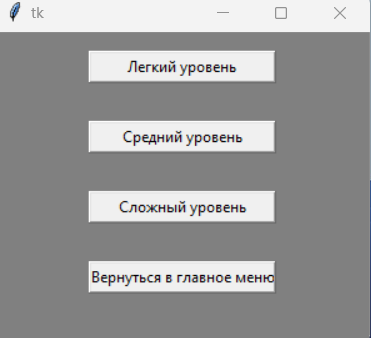 tk
Легкий уровень
Средний уровень
Сложный уровень
Вернуться в главное меню